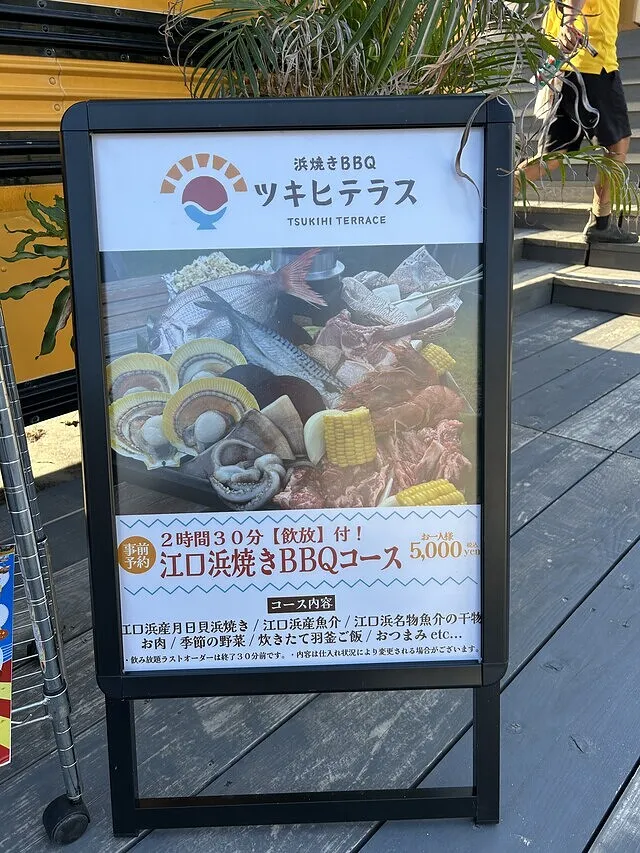 浜焼きBBQ
ツキヒテラス
TSUKIHI TERRACE
事前
予約
2時間30分【飲放】付！
江口浜焼きBBQコース
お一人様
5,000
税込
yen
コース内容
江口浜産月日貝浜焼き / 江口浜産魚介 / 江口浜名物魚介の干物
お肉 / 季節の野菜 / 炊きたて羽釜ご飯 / おつまみ etc...
・飲み放題ラストオーダーは終了30分前です。・内容は仕入れ状況により変更される場合がございます。